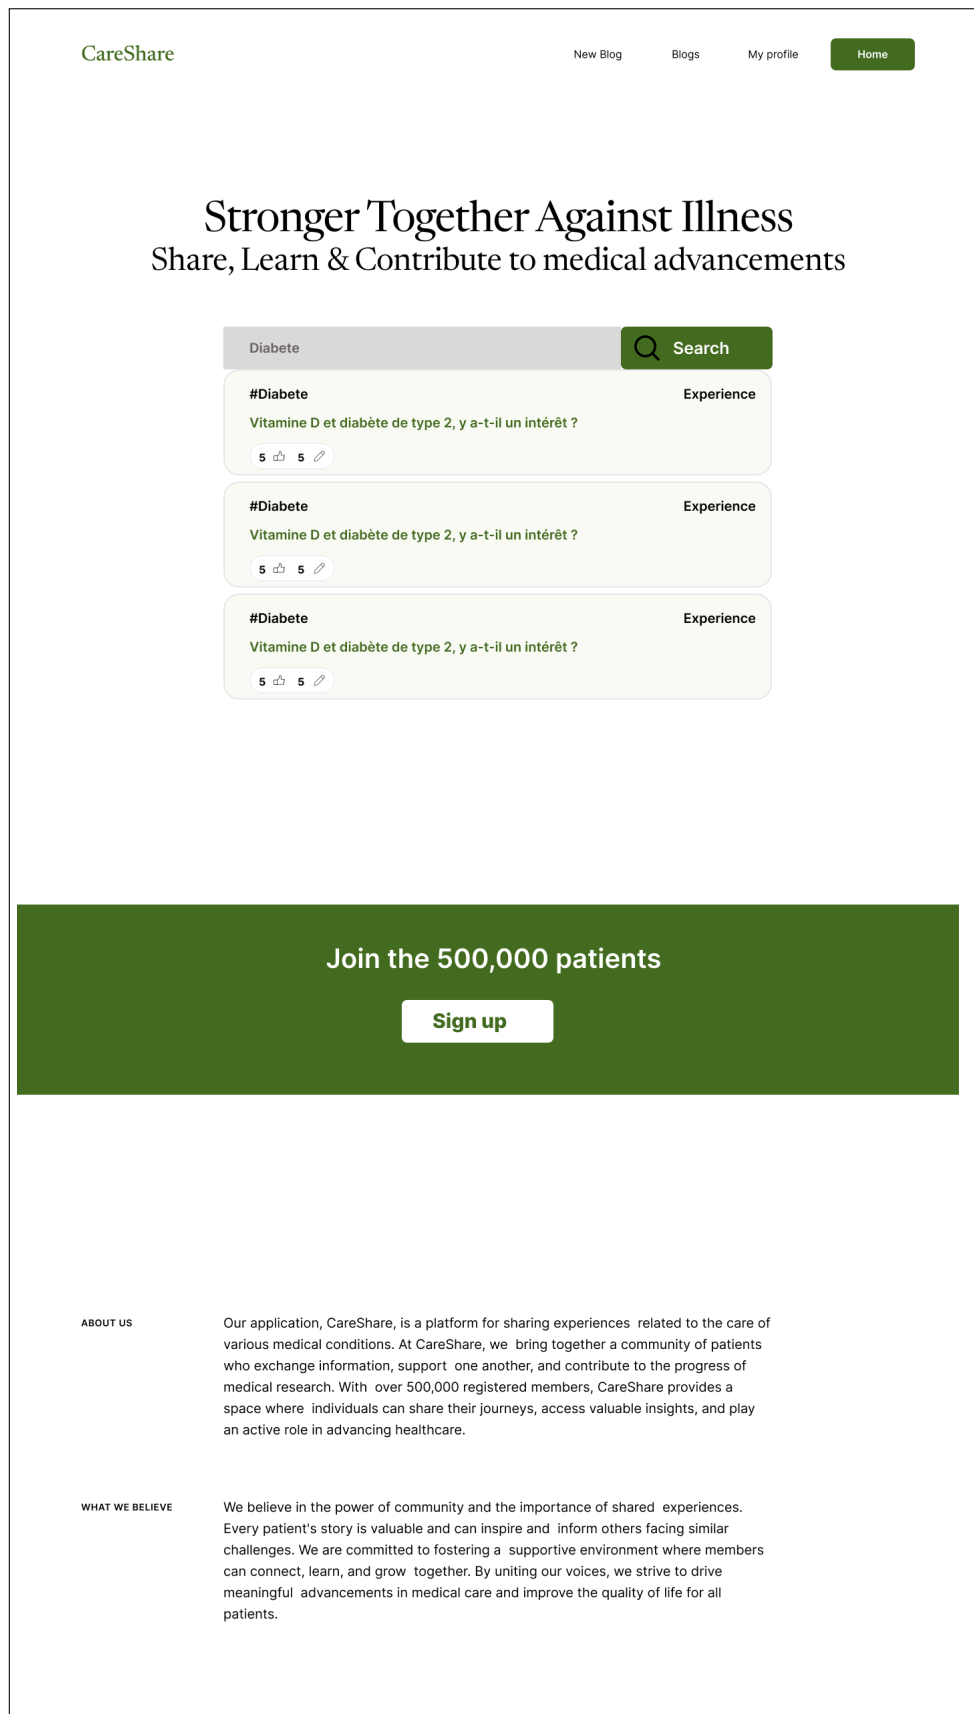 CareShare
New Blog
Blogs
My profile
Home
Stronger Together Against Illness
Share, Learn & Contribute to medical advancements
Diabete
Search
#Diabete
Experience
Vitamine D et diabète de type 2, y a-t-il un intérêt ?
5 5
#Diabete
Experience
Vitamine D et diabète de type 2, y a-t-il un intérêt ?
5 5
#Diabete
Experience
Vitamine D et diabète de type 2, y a-t-il un intérêt ?
5 5
Join the 500,000 patients
Sign up
ABOUT US
Our application, CareShare, is a platform for sharing experiences  related to the care of
various medical conditions. At CareShare, we  bring together a community of patients
who exchange information, support  one another, and contribute to the progress of
medical research. With  over 500,000 registered members, CareShare provides a
space where  individuals can share their journeys, access valuable insights, and play
an active role in advancing healthcare.
WHAT WE BELIEVE
We believe in the power of community and the importance of shared  experiences.
Every patient's story is valuable and can inspire and  inform others facing similar
challenges. We are committed to fostering a  supportive environment where members
can connect, learn, and grow  together. By uniting our voices, we strive to drive
meaningful  advancements in medical care and improve the quality of life for all
patients.